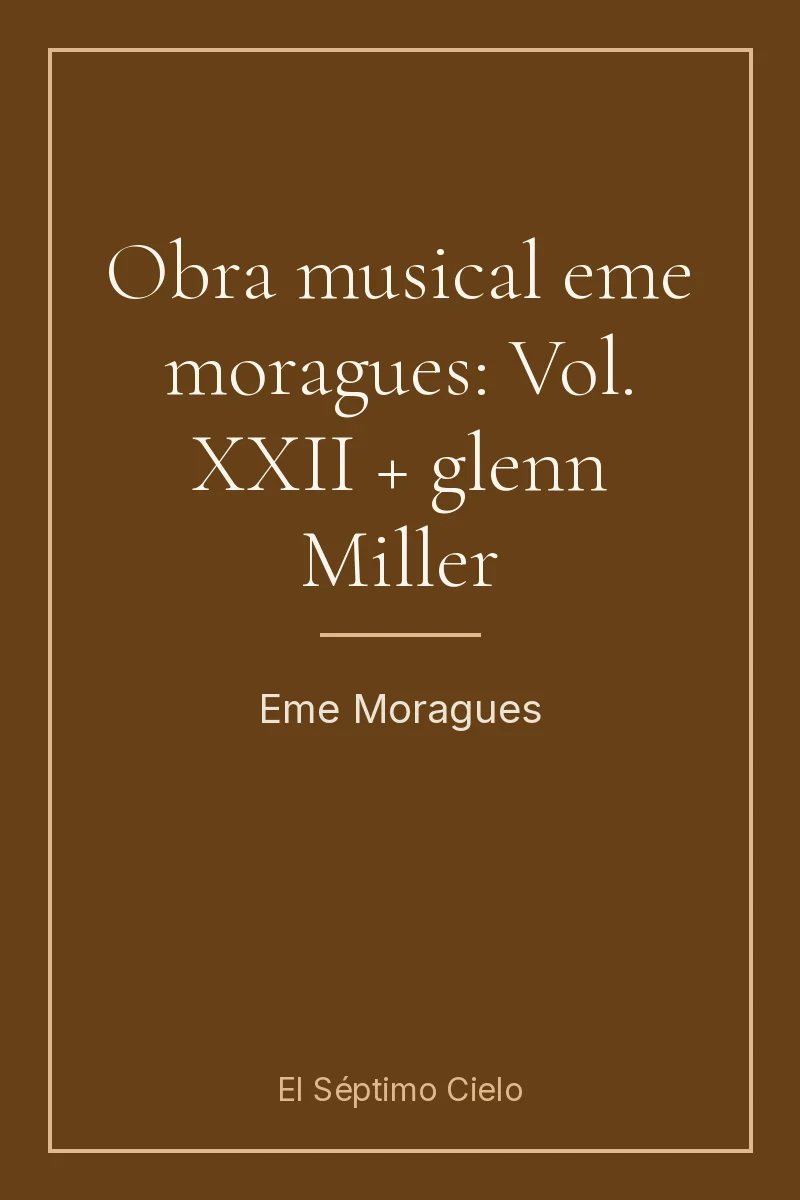 Obra musical eme
moragues: Vol.
XXII + glenn
Miller
Eme Moragues
El Séptimo Cielo